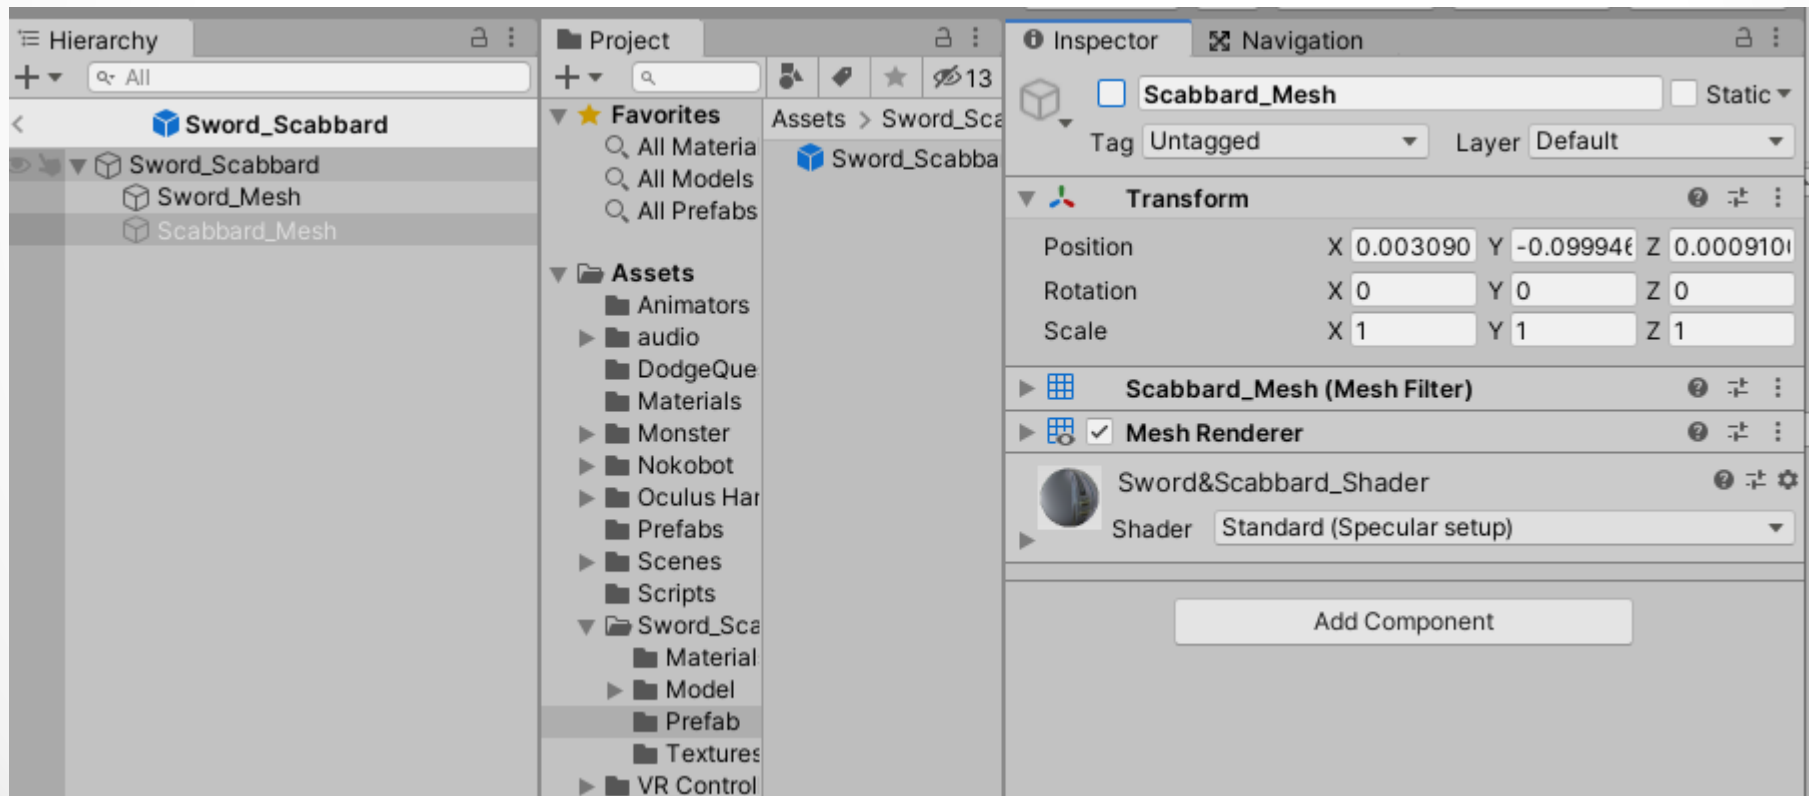 Hierarchy
All
Sword_Scabbard
Sword_Scabbard
Sword_Mesh
Scabbard_Mesh
Project
13
Favorites
All Materia
All Models
All Prefabs
Assets
Animators
audio
DodgeQue
Materials
Monster
Nokobot
Oculus Har
Prefabs
Scenes
Scripts
Sword_Sca
Material
Model
Prefab
Textures
VR Control
Assets > Sword_Sca
Sword_Scabba
Inspector Navigation
Scabbard_Mesh Static
Tag Untagged Layer Default
Transform
Position X 0.003090 Y -0.099946 Z 0.000910
Rotation X 0 Y 0 Z 0
Scale X 1 Y 1 Z 1
Scabbard_Mesh (Mesh Filter)
Mesh Renderer
Sword&Scabbard_Shader
Shader Standard (Specular setup)
Add Component